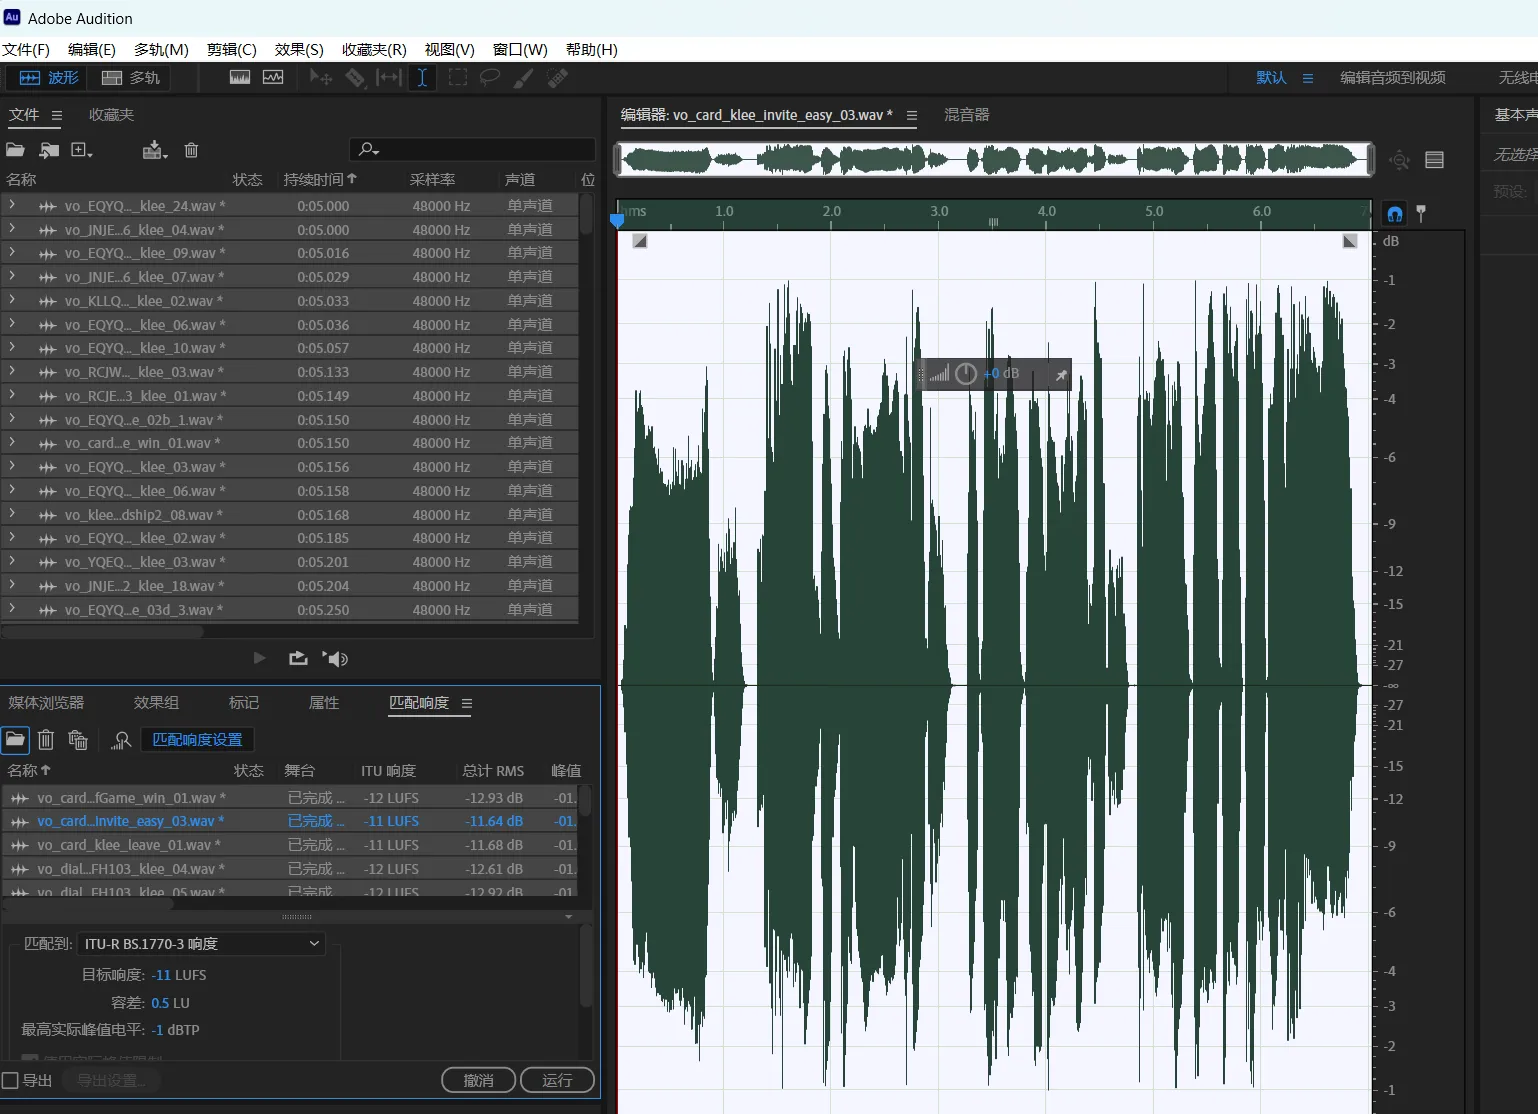 Au Adobe Audition
文件(F) 编辑(E) 多轨(M) 剪辑(C) 效果(S) 收藏夹(R) 视图(V) 窗口(W) 帮助(H)
波形 多轨 默认 编辑音频到视频 无线电
文件 收藏夹
名称 状态 持续时间 采样率 声道 位
vo_EQYQ..._klee_24.wav * 0:05.000 48000 Hz 单声道
vo_JNJE...6_klee_04.wav * 0:05.000 48000 Hz 单声道
vo_EQYQ..._klee_09.wav * 0:05.016 48000 Hz 单声道
vo_JNJE...6_klee_07.wav * 0:05.029 48000 Hz 单声道
vo_KLLQ..._klee_02.wav * 0:05.033 48000 Hz 单声道
vo_EQYQ..._klee_06.wav * 0:05.036 48000 Hz 单声道
vo_EQYQ..._klee_10.wav * 0:05.057 48000 Hz 单声道
vo_RCJW..._klee_03.wav * 0:05.133 48000 Hz 单声道
vo_RCJE...3_klee_01.wav * 0:05.149 48000 Hz 单声道
vo_EQYQ...e_02b_1.wav * 0:05.150 48000 Hz 单声道
vo_card...e_win_01.wav * 0:05.150 48000 Hz 单声道
vo_EQYQ..._klee_03.wav * 0:05.156 48000 Hz 单声道
vo_EQYQ..._klee_06.wav * 0:05.158 48000 Hz 单声道
vo_klee...dship2_08.wav * 0:05.168 48000 Hz 单声道
vo_EQYQ..._klee_02.wav * 0:05.185 48000 Hz 单声道
vo_YQEQ..._klee_03.wav * 0:05.201 48000 Hz 单声道
vo_JNJE...2_klee_18.wav * 0:05.204 48000 Hz 单声道
vo_EQYQ...e_03d_3.wav * 0:05.250 48000 Hz 单声道
媒体浏览器 效果组 标记 属性 匹配响度
匹配响度设置
名称 状态 舞台 ITU 响度 总计 RMS 峰值
vo_card...fGame_win_01.wav * 已完成 ... -12 LUFS -12.93 dB -01.
vo_card...invite_easy_03.wav * 已完成 ... -11 LUFS -11.64 dB -01.
vo_card_klee_leave_01.wav * 已完成 ... -11 LUFS -11.68 dB -01.
vo_dial...FH103_klee_04.wav * 已完成 ... -12 LUFS -12.61 dB -01.
vo_dial...FH103_klee_05.wav * 已完成 ... -12 LUFS -12.92 dB -01.
匹配到: ITU-R BS.1770-3 响度
目标响度: -11 LUFS
容差: 0.5 LU
最高实际峰值电平: -1 dBTP
导出 导出设置... 撤消 运行
编辑器: vo_card_klee_invite_easy_03.wav * 混音器
hms 1.0 2.0 3.0 4.0 5.0 6.0 7
+0 dB
dB
-1
-2
-3
-4
-6
-9
-12
-15
-21
-27
-∞
-27
-21
-15
-12
-9
-6
-4
-3
-2
-1
基本声
无选择
预设: